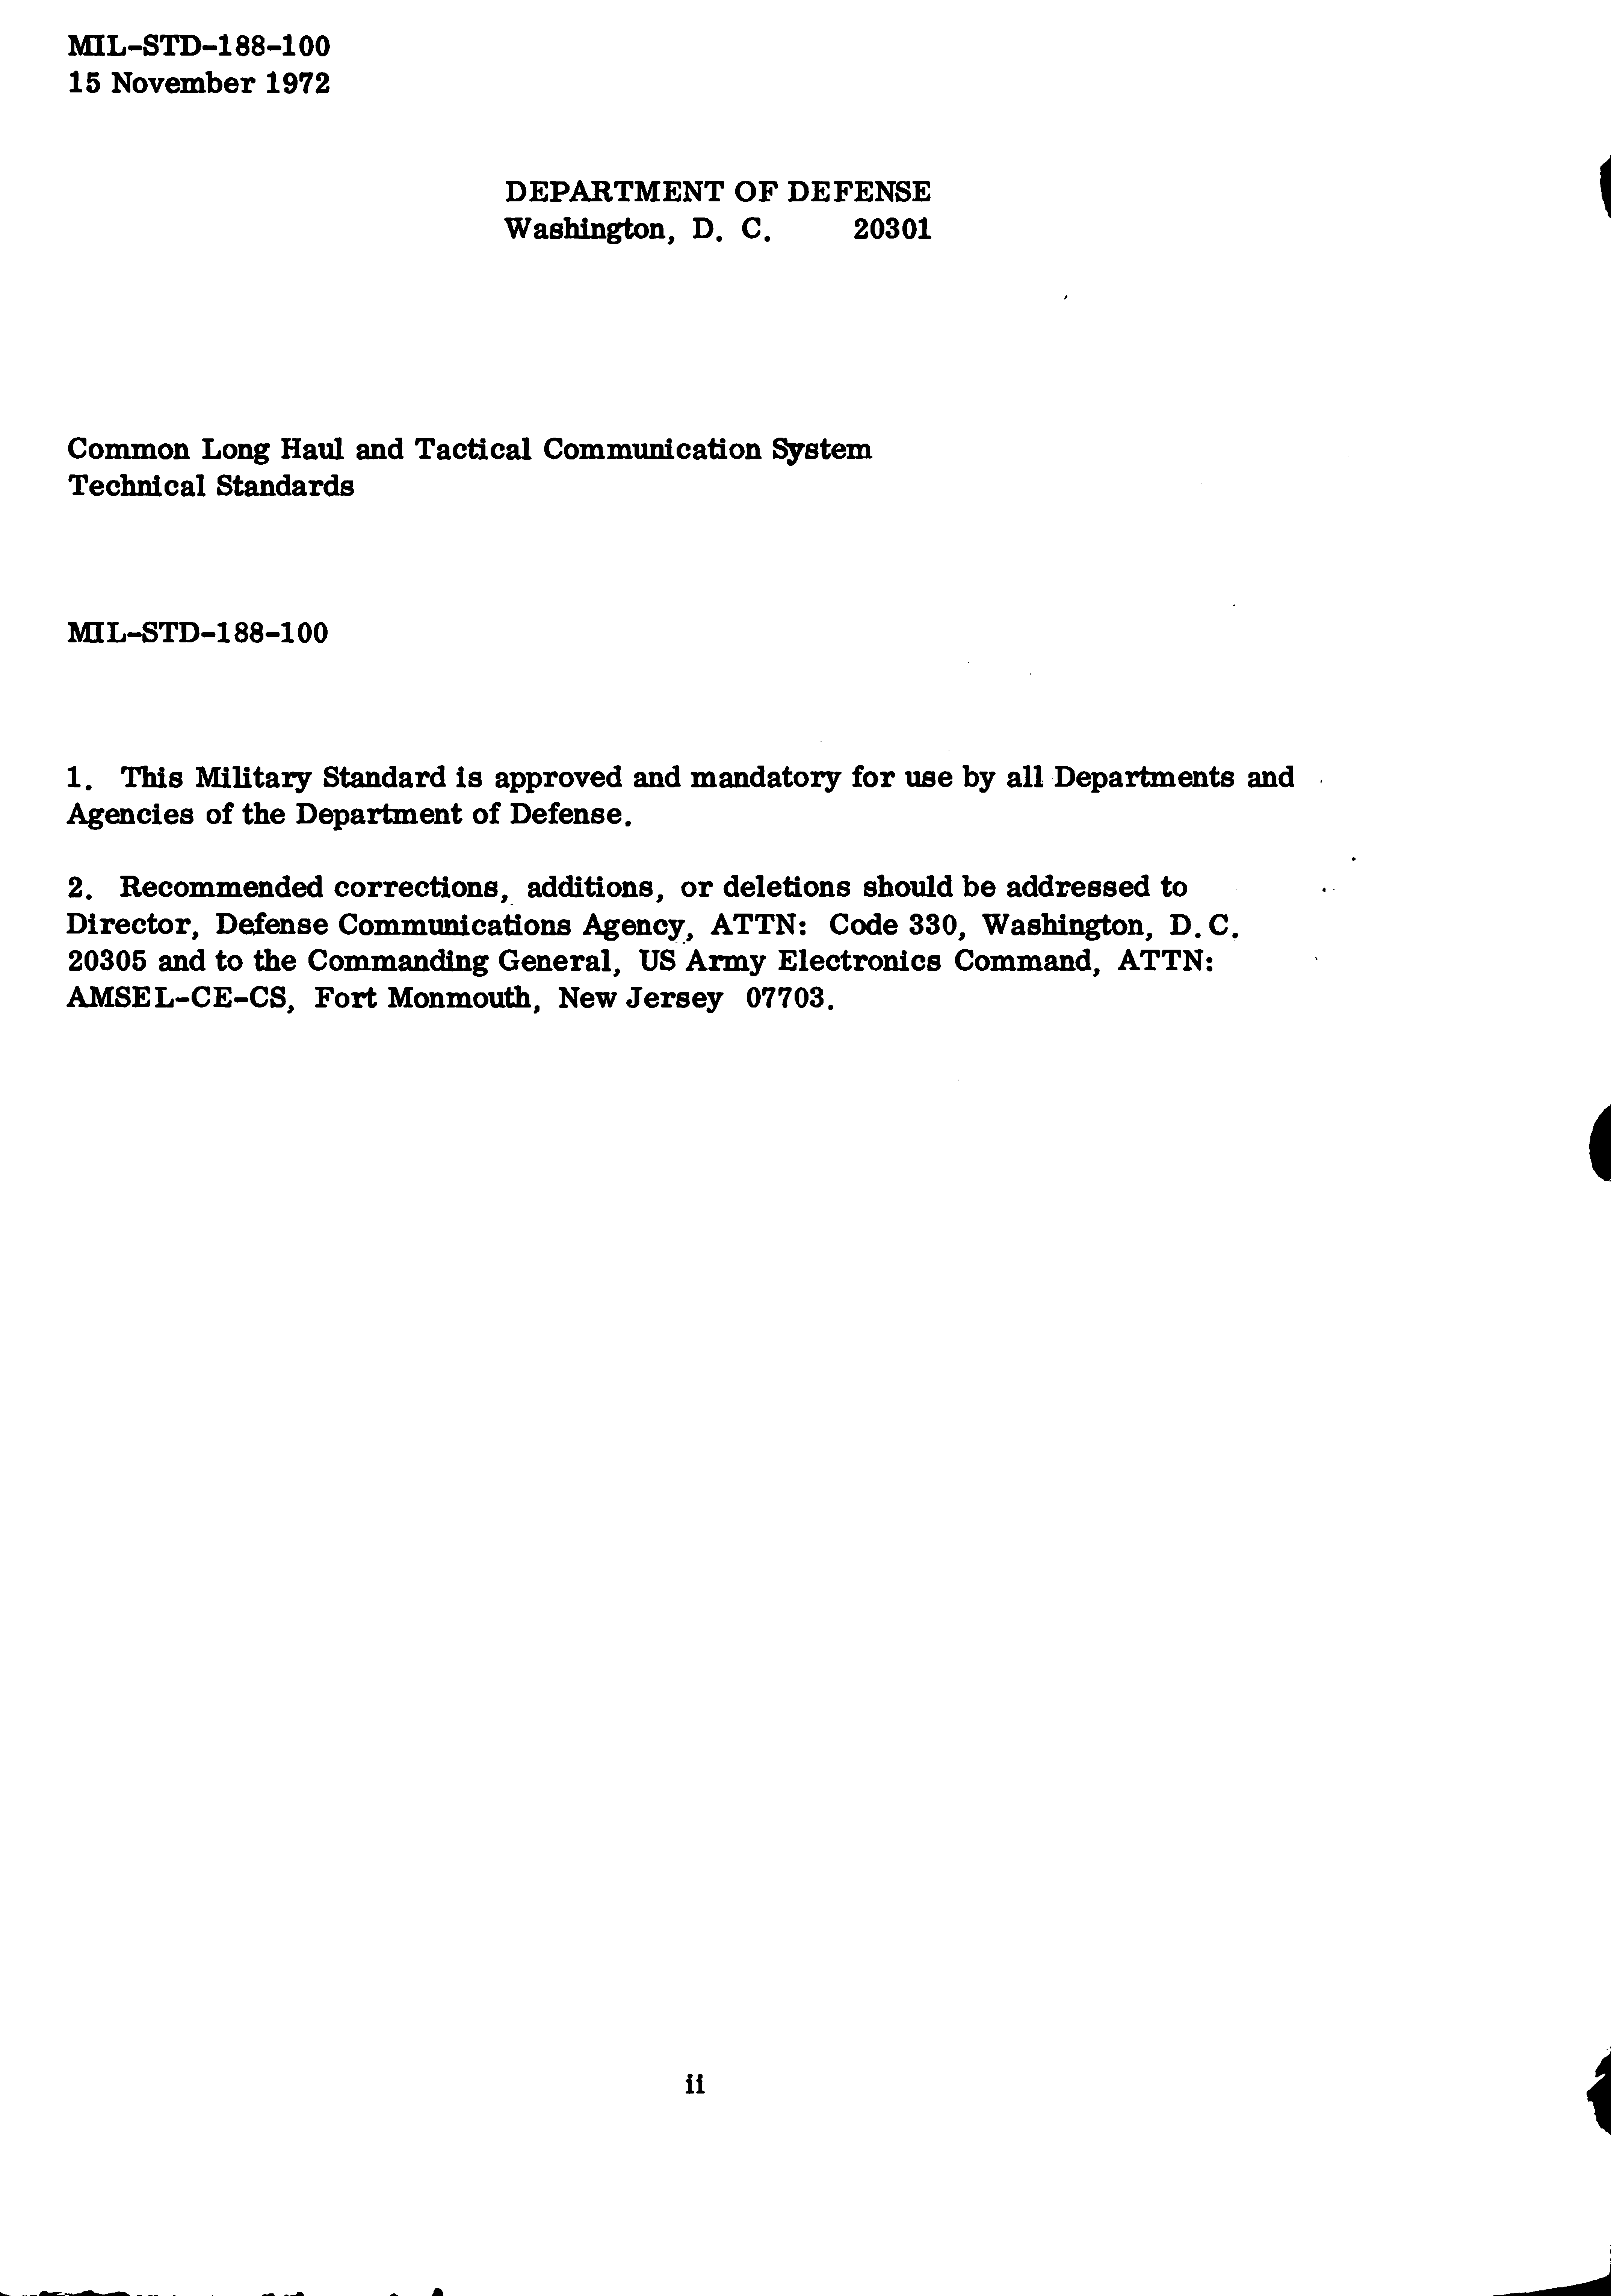 MIL-STD-188-100
15 November 1972
DEPARTMENT OF DEFENSE
Washington, D. C. 20301
Common Long Haul and Tactical Communication System
Technical Standards
MIL-STD-188-100
1. This Military Standard is approved and mandatory for use by all Departments and
Agencies of the Department of Defense.
2. Recommended corrections, additions, or deletions should be addressed to
Director, Defense Communications Agency, ATTN: Code 330, Washington, D.C.
20305 and to the Commanding General, US Army Electronics Command, ATTN:
AMSEL-CE-CS, Fort Monmouth, New Jersey 07703.
ii